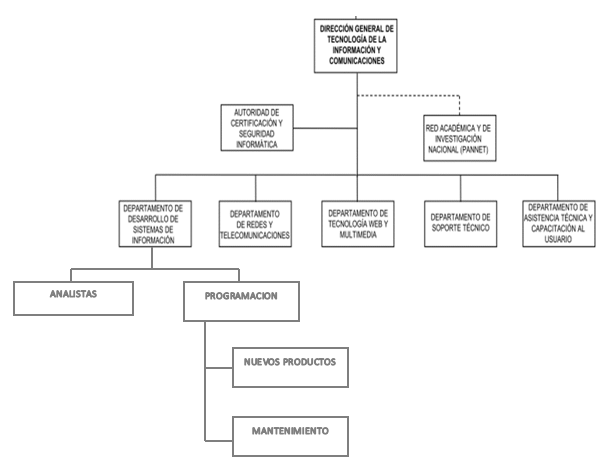 DIRECCIÓN GENERAL DE
TECNOLOGÍA DE LA
INFORMACIÓN Y
COMUNICACIONES
AUTORIDAD DE
CERTIFICACIÓN Y
SEGURIDAD
INFORMÁTICA
RED ACADÉMICA Y DE
INVESTIGACIÓN
NACIONAL (PANNET)
DEPARTAMENTO DE
DESARROLLO DE
SISTEMAS DE
INFORMACIÓN
DEPARTAMENTO
DE REDES Y
TELECOMUNICACIONES
DEPARTAMENTO DE
TECNOLOGÍA WEB Y
MULTIMEDIA
DEPARTAMENTO DE
SOPORTE TÉCNICO
DEPARTAMENTO DE
ASISTENCIA TÉCNICA Y
CAPACITACIÓN AL
USUARIO
ANALISTAS
PROGRAMACION
NUEVOS PRODUCTOS
MANTENIMIENTO